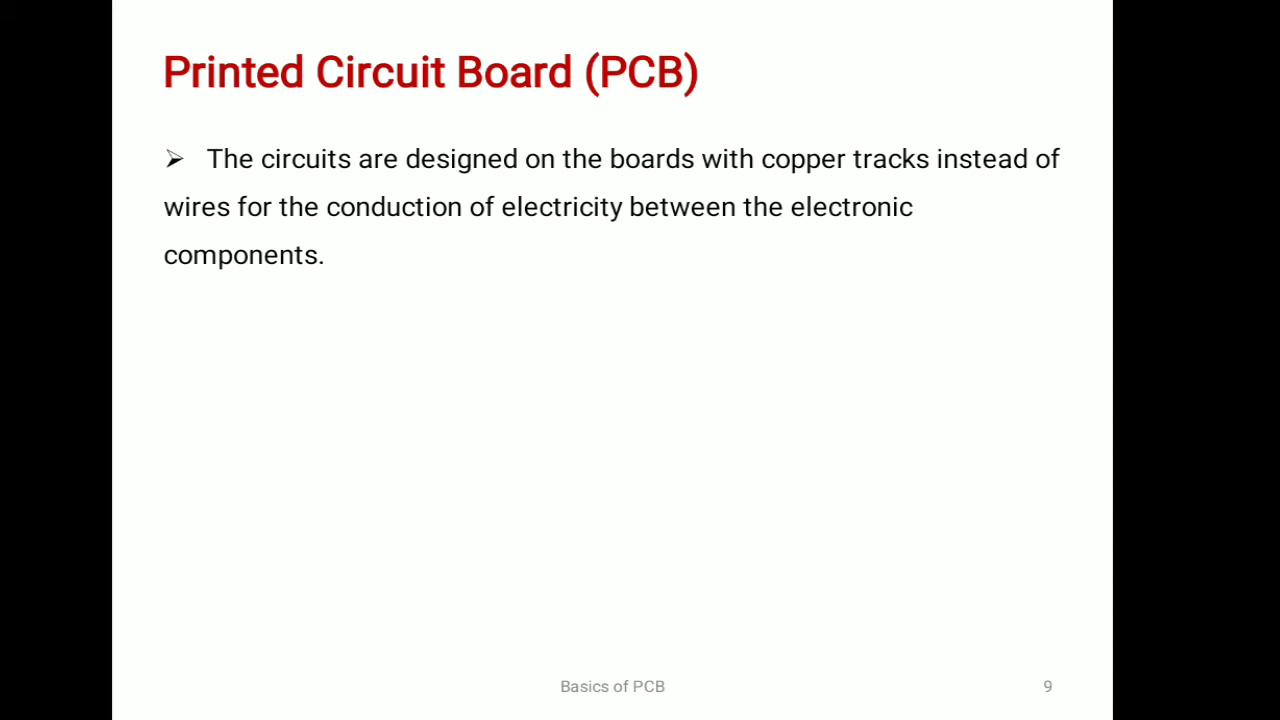 Printed Circuit Board (PCB)
➢ The circuits are designed on the boards with copper tracks instead of
wires for the conduction of electricity between the electronic
components.
Basics of PCB
9